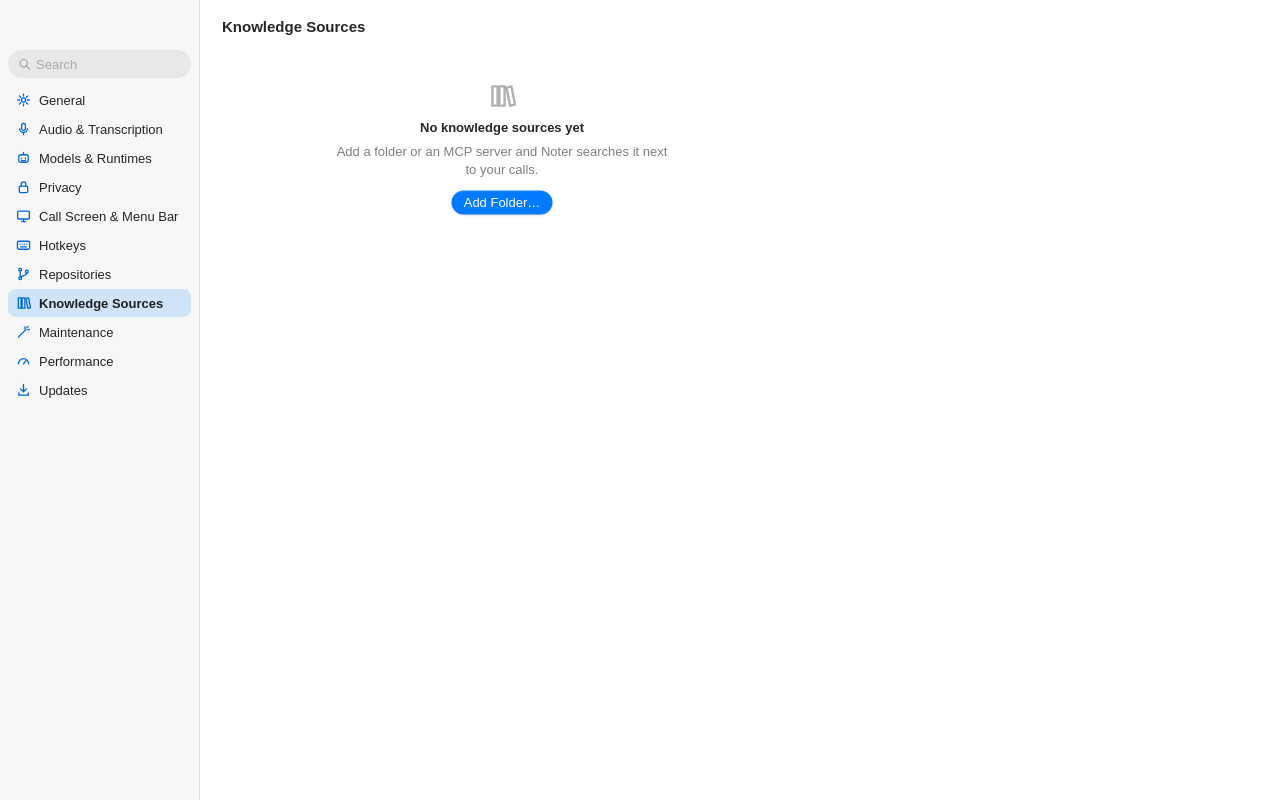 Knowledge Sources
Search
General
Audio & Transcription
Models & Runtimes
Privacy
Call Screen & Menu Bar
Hotkeys
Repositories
Knowledge Sources
Maintenance
Performance
Updates
No knowledge sources yet
Add a folder or an MCP server and Noter searches it next
to your calls.
Add Folder…